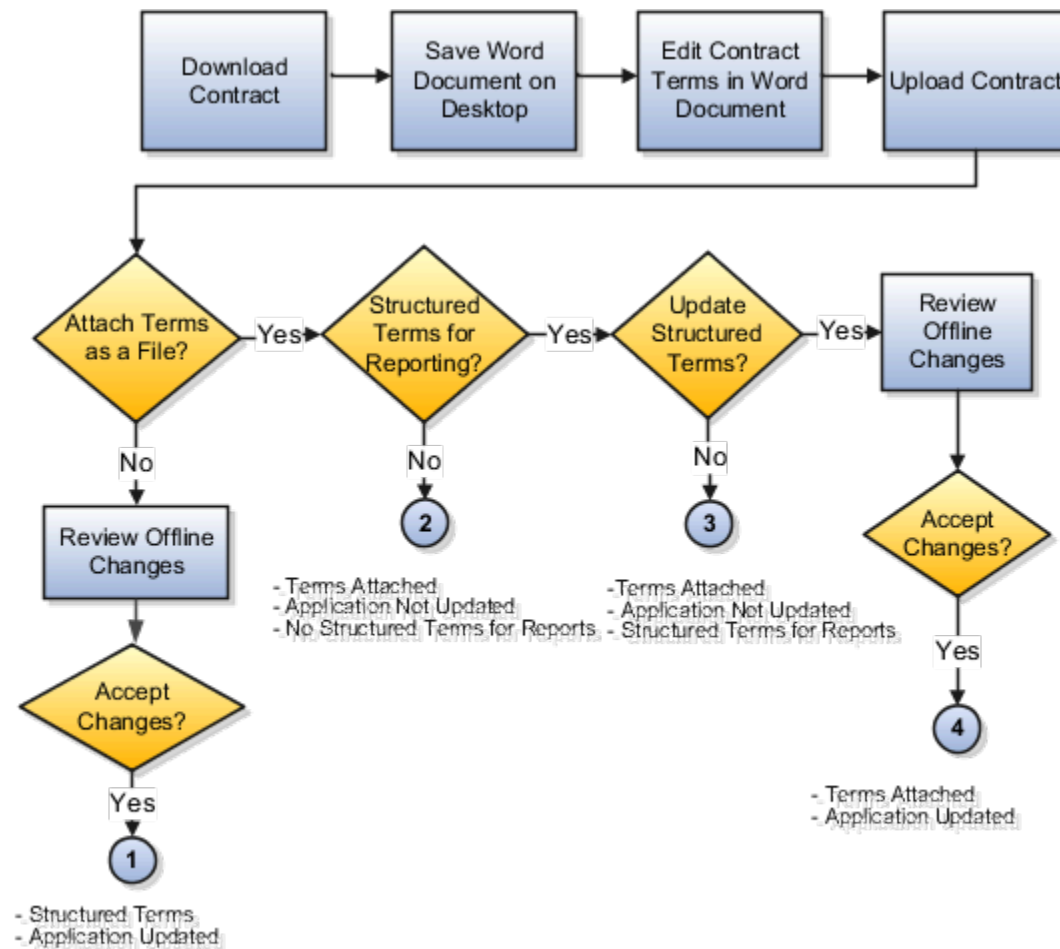 Download
Contract
Save Word
Document on
Desktop
Edit Contract
Terms in Word
Document
Upload Contract
Attach Terms
as a File?
Yes
Structured
Terms for
Reporting?
Yes
Update
Structured
Terms?
Yes
Review
Offline
Changes
No
No
No
Review Offline
Changes
2
3
Accept
Changes?
- Terms Attached
- Application Not Updated
- No Structured Terms for Reports
- Terms Attached
- Application Not Updated
- Structured Terms for Reports
Yes
Accept
Changes?
4
Yes
- Terms Attached
- Application Updated
1
- Structured Terms
- Application Updated